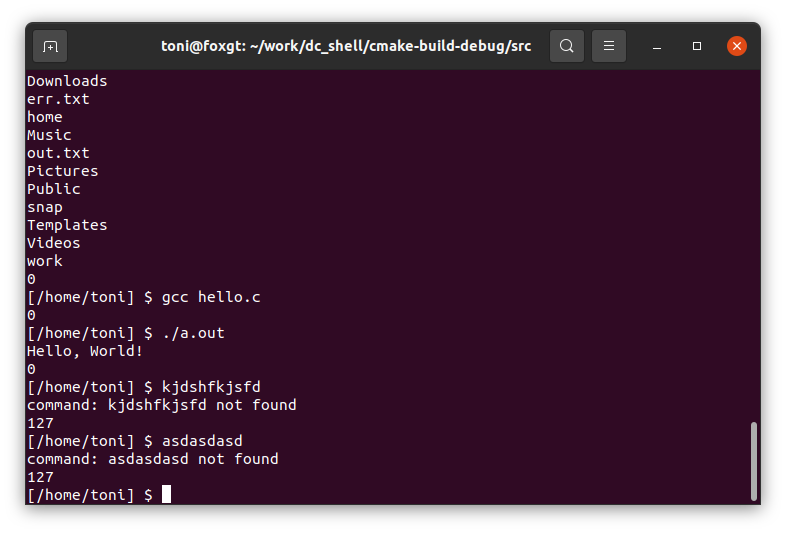 toni@foxgt: ~/work/dc_shell/cmake-build-debug/src
Downloads
err.txt
home
Music
out.txt
Pictures
Public
snap
Templates
Videos
work
0
[/home/toni] $ gcc hello.c
0
[/home/toni] $ ./a.out
Hello, World!
0
[/home/toni] $ kjdshfkjsfd
command: kjdshfkjsfd not found
127
[/home/toni] $ asdasdasd
command: asdasdasd not found
127
[/home/toni] $